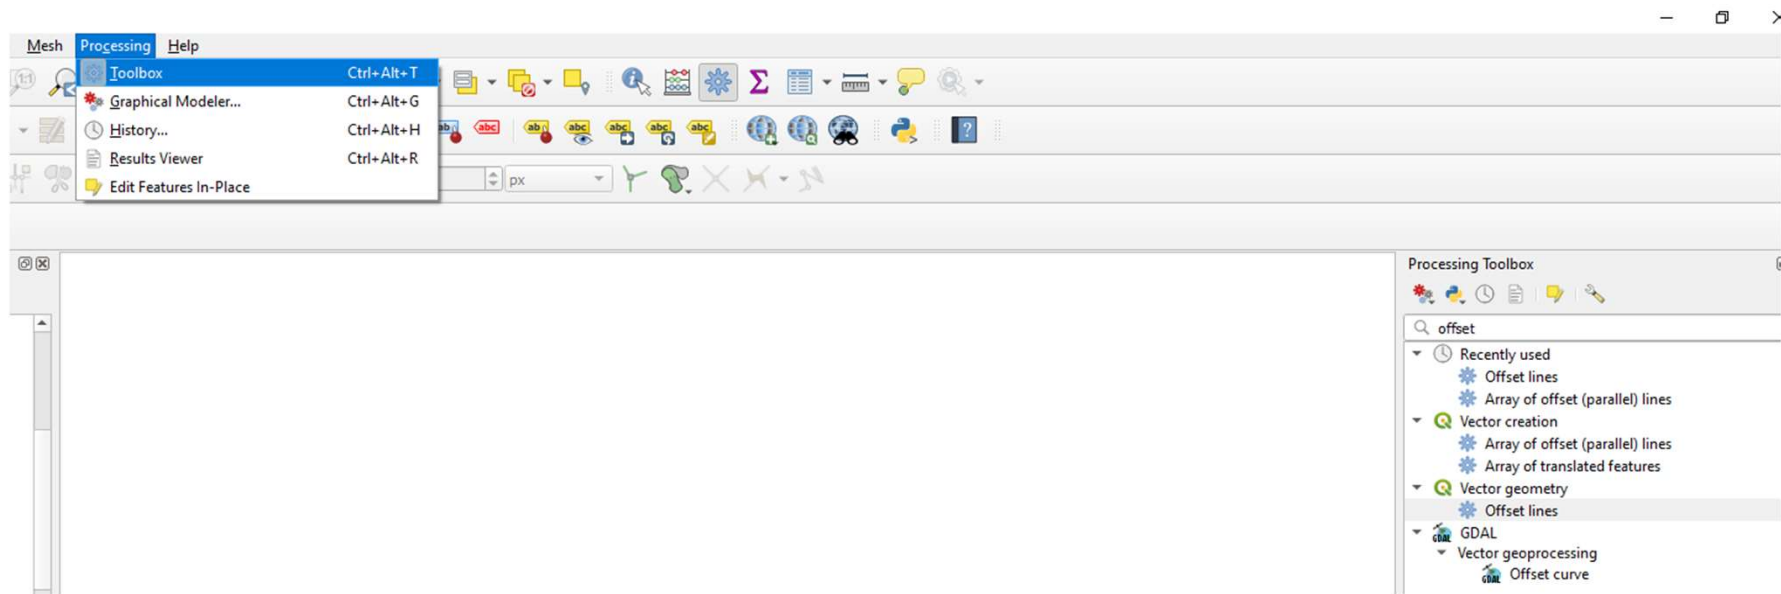 Mesh Processing Help
Toolbox Ctrl+Alt+T
Graphical Modeler... Ctrl+Alt+G
History... Ctrl+Alt+H
Results Viewer Ctrl+Alt+R
Edit Features In-Place
px
Processing Toolbox
offset
Recently used
Offset lines
Array of offset (parallel) lines
Vector creation
Array of offset (parallel) lines
Array of translated features
Vector geometry
Offset lines
GDAL
Vector geoprocessing
Offset curve